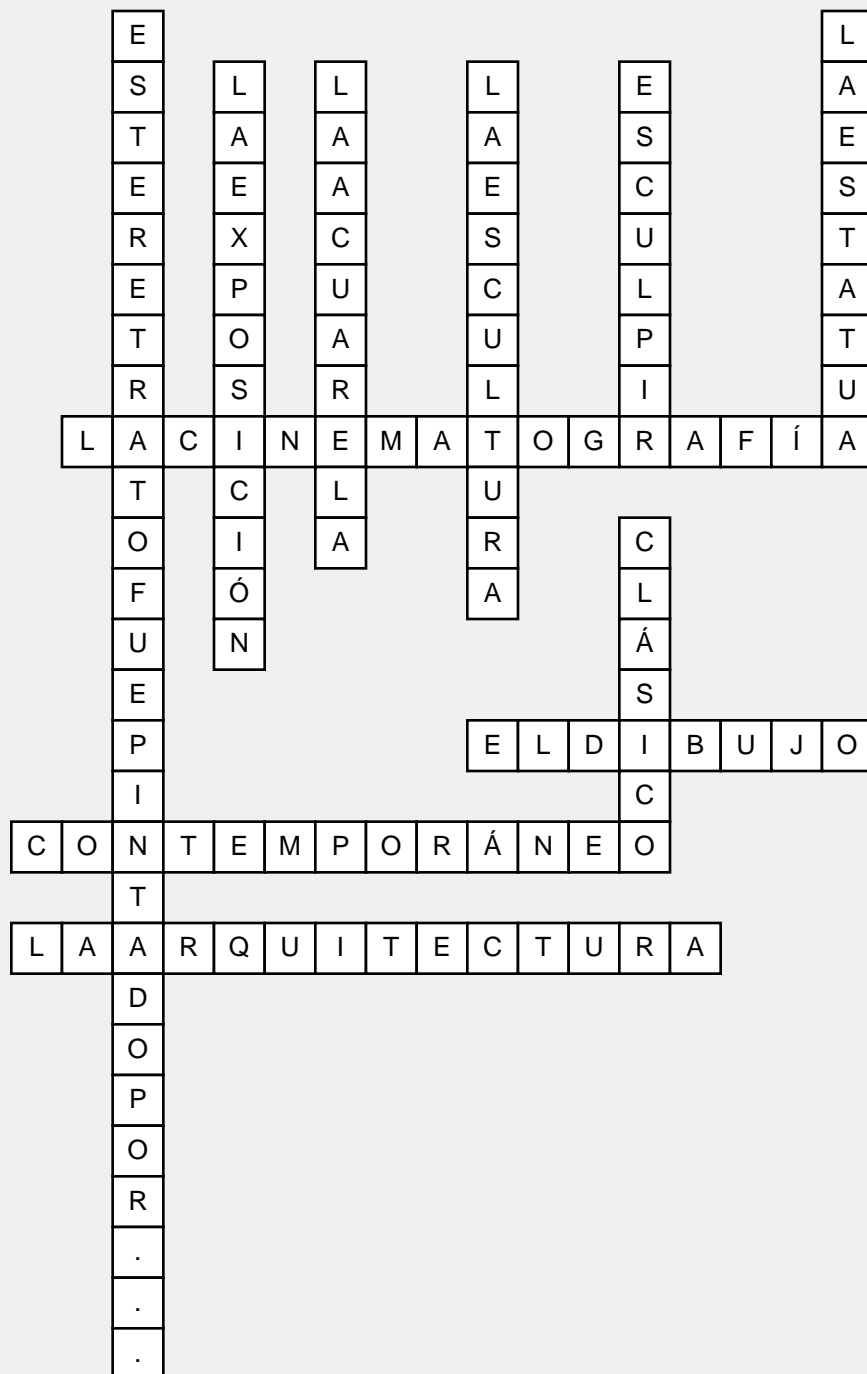 ESTERETRATOFUEPINTADOPOR...
LAESTATUA
LAEXPOSICIÓN
LAACUARELA
LAESCULTURA
ESCULPIR
LACINEMATOGRAFÍA
CLÁSICO
ELDIBUJO
CONTEMPORÁNEO
LAARQUITECTURA